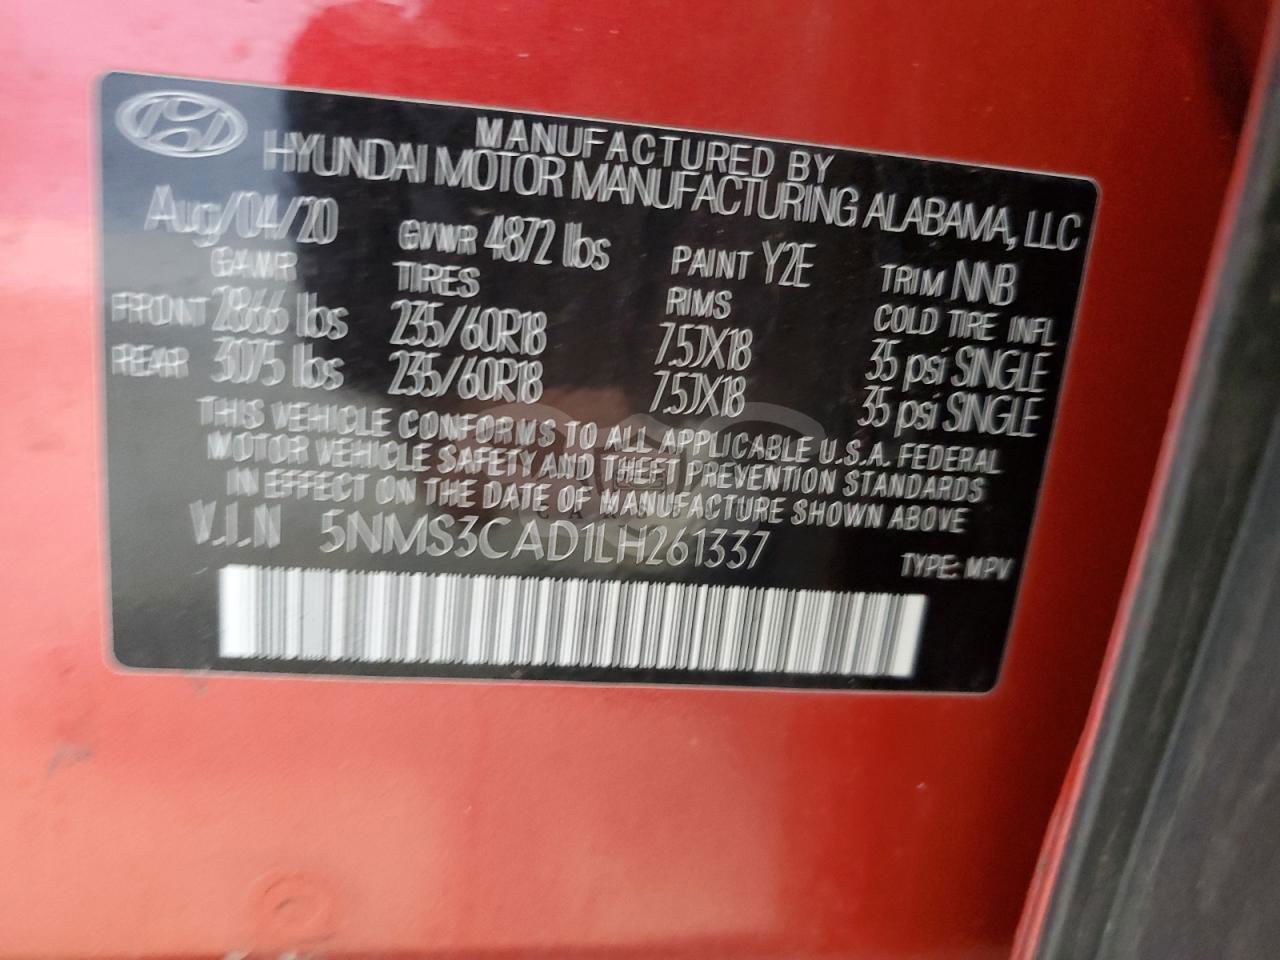 MANUFACTURED BY
HYUNDAI MOTOR MANUFACTURING ALABAMA, LLC
Aug/04/20 GVWR 4872 lbs PAINT Y2E TRIM NNB
GAWR TIRES RIMS COLD TIRE INFL
FRONT 2866 lbs 235/60R18 7.5JX18 35 psi SINGLE
REAR 3075 lbs 235/60R18 7.5JX18 35 psi SINGLE
THIS VEHICLE CONFORMS TO ALL APPLICABLE U.S.A. FEDERAL
MOTOR VEHICLE SAFETY AND THEFT PREVENTION STANDARDS
IN EFFECT ON THE DATE OF MANUFACTURE SHOWN ABOVE
V.I.N 5NMS3CAD1LH261337 TYPE: MPV